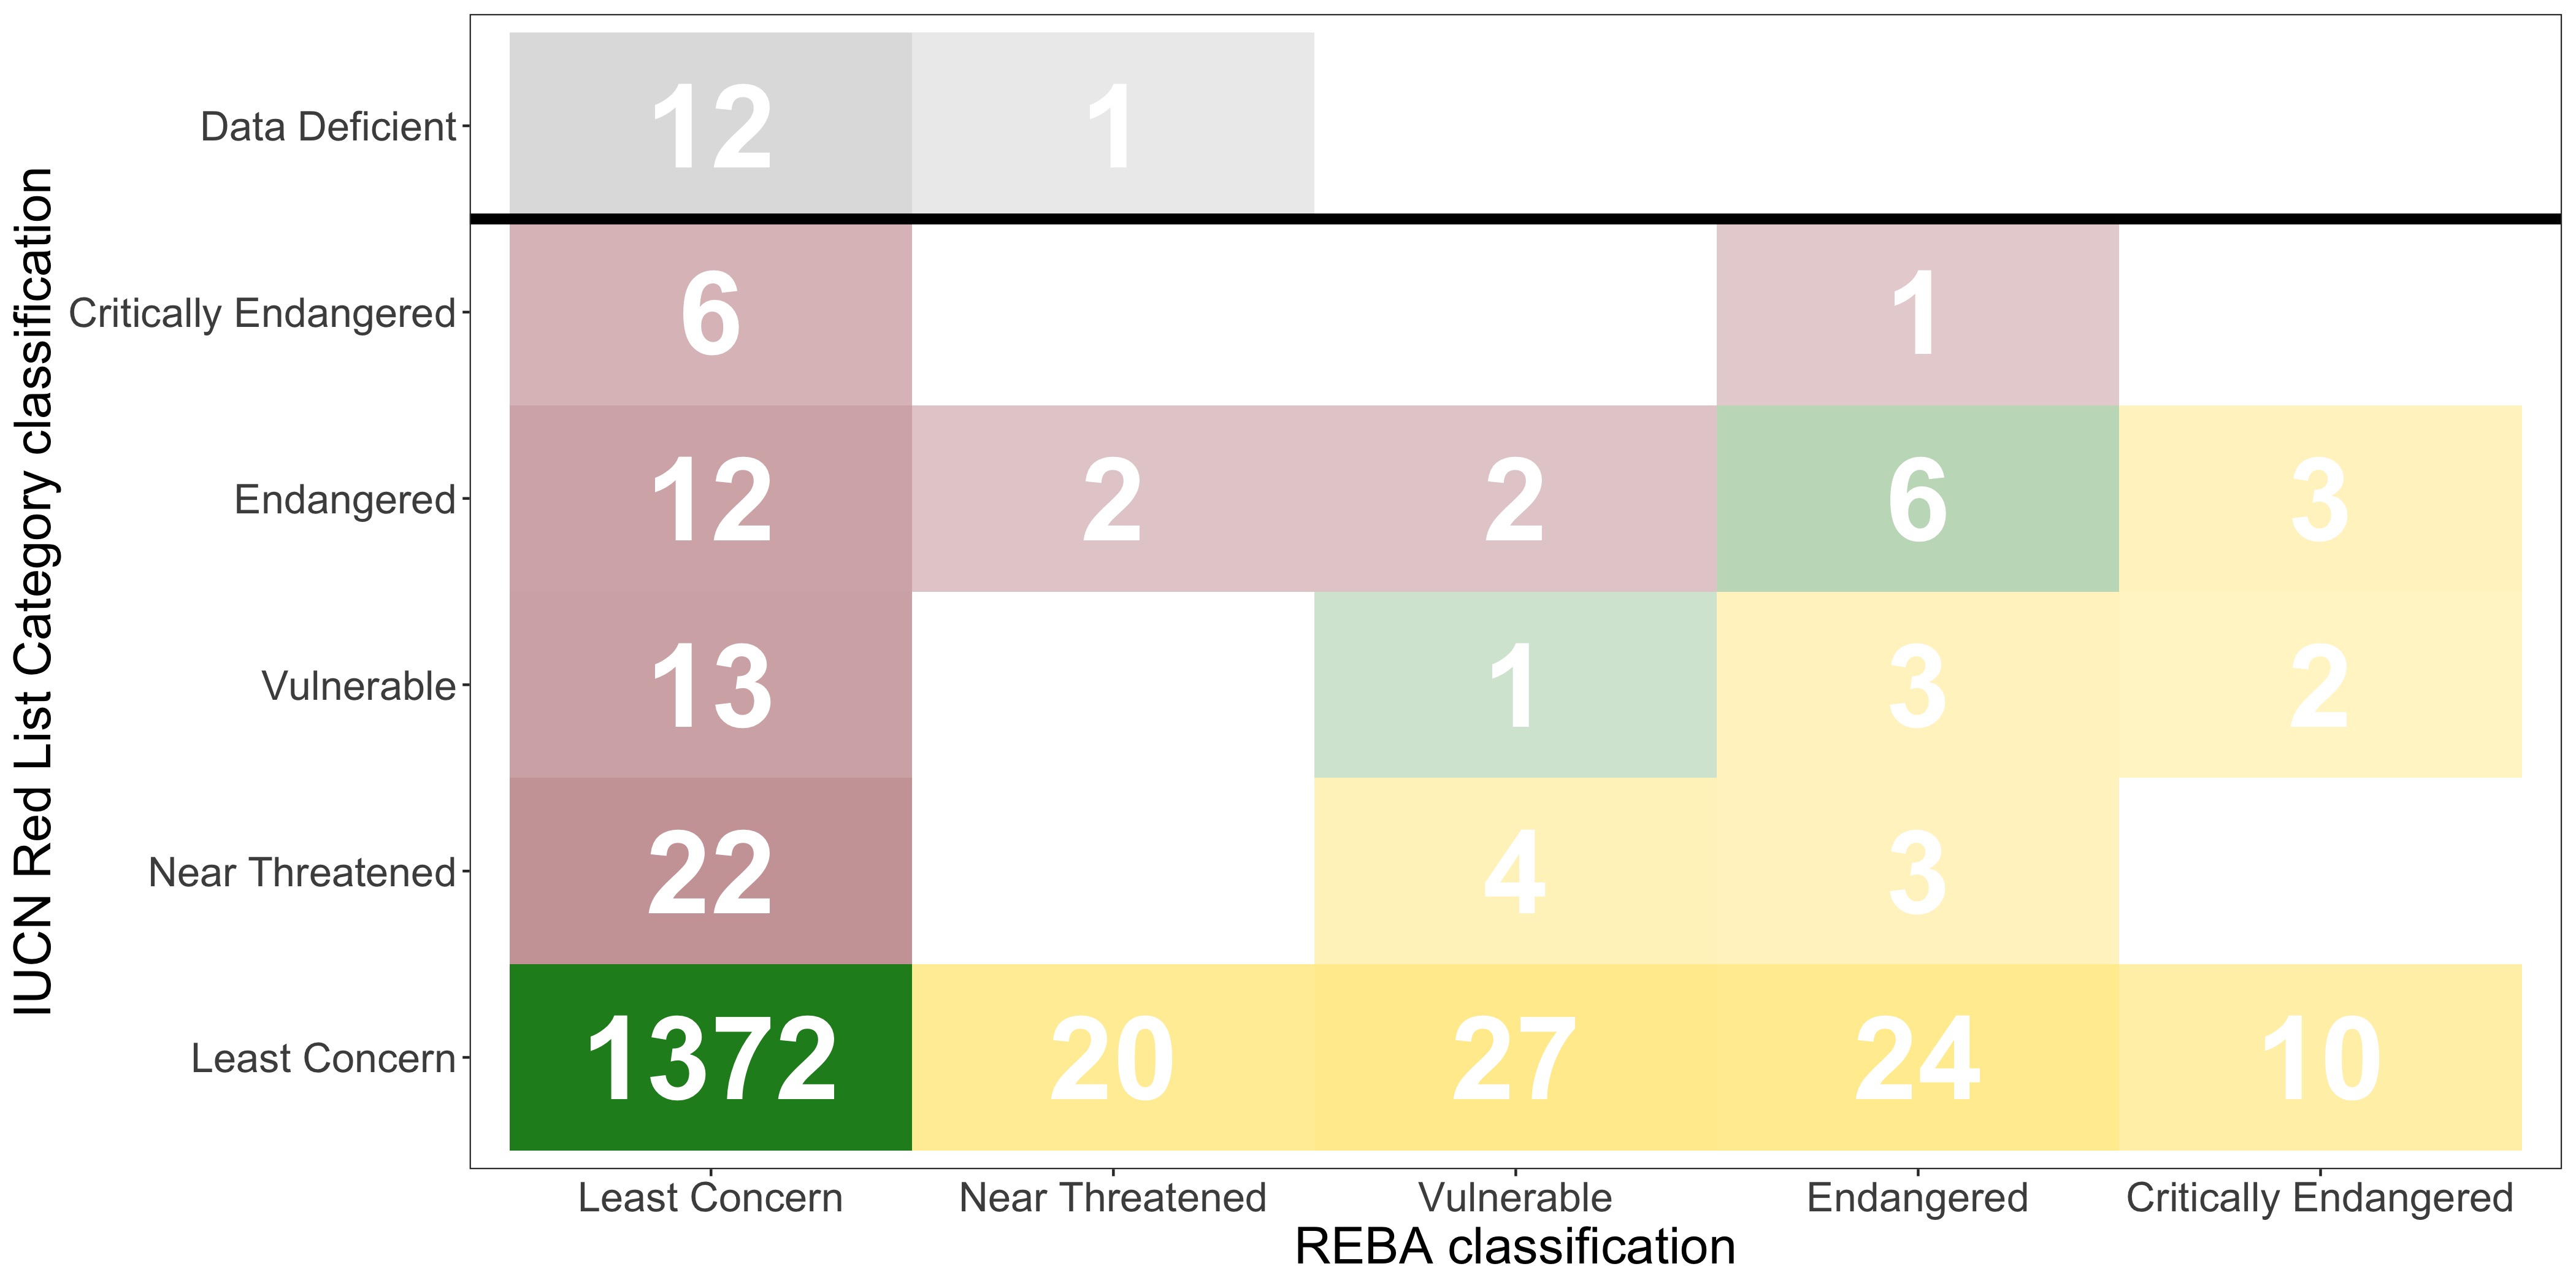 IUCN Red List Category classification
Data Deficient 12 1
Critically Endangered 6 1
Endangered 12 2 2 6 3
Vulnerable 13 1 3 2
Near Threatened 22 4 3
Least Concern 1372 20 27 24 10
Least Concern Near Threatened Vulnerable Endangered Critically Endangered
REBA classification